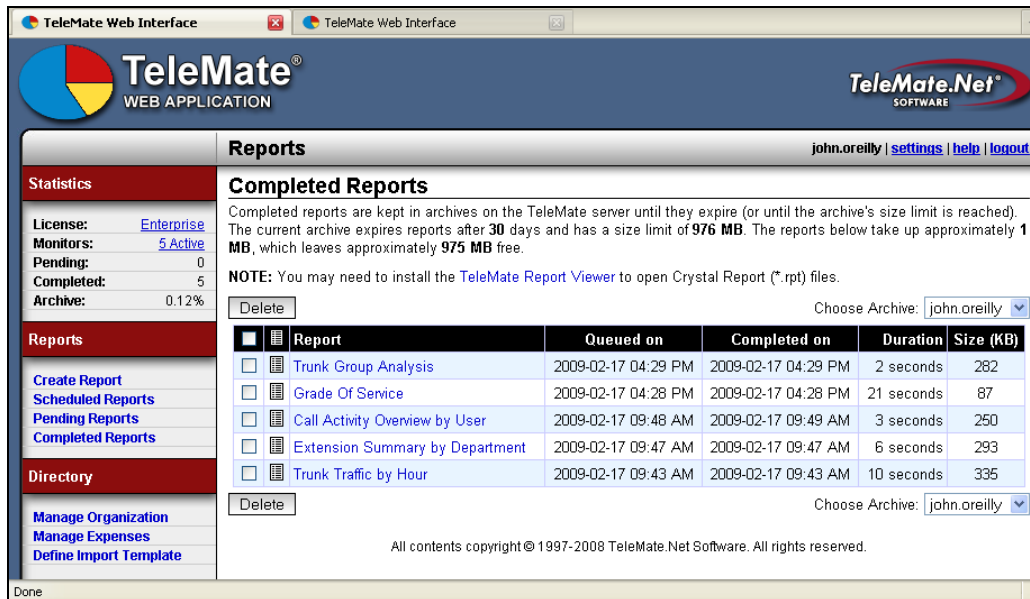 TeleMate Web Interface
TeleMate Web Interface
TeleMate®
WEB APPLICATION
TeleMate.Net®
SOFTWARE
Reports
john.oreilly | settings | help | logout
Statistics
License: Enterprise
Monitors: 5 Active
Pending: 0
Completed: 5
Archive: 0.12%
Reports
Create Report
Scheduled Reports
Pending Reports
Completed Reports
Directory
Manage Organization
Manage Expenses
Define Import Template
Completed Reports
Completed reports are kept in archives on the TeleMate server until they expire (or until the archive's size limit is reached).
The current archive expires reports after 30 days and has a size limit of 976 MB. The reports below take up approximately 1
MB, which leaves approximately 975 MB free.
NOTE: You may need to install the TeleMate Report Viewer to open Crystal Report (*.rpt) files.
Delete
Choose Archive: john.oreilly
Report Queued on Completed on Duration Size (KB)
Trunk Group Analysis 2009-02-17 04:29 PM 2009-02-17 04:29 PM 2 seconds 282
Grade Of Service 2009-02-17 04:28 PM 2009-02-17 04:28 PM 21 seconds 87
Call Activity Overview by User 2009-02-17 09:48 AM 2009-02-17 09:49 AM 3 seconds 250
Extension Summary by Department 2009-02-17 09:47 AM 2009-02-17 09:47 AM 6 seconds 293
Trunk Traffic by Hour 2009-02-17 09:43 AM 2009-02-17 09:43 AM 10 seconds 335
Delete
Choose Archive: john.oreilly
All contents copyright © 1997-2008 TeleMate.Net Software. All rights reserved.
Done